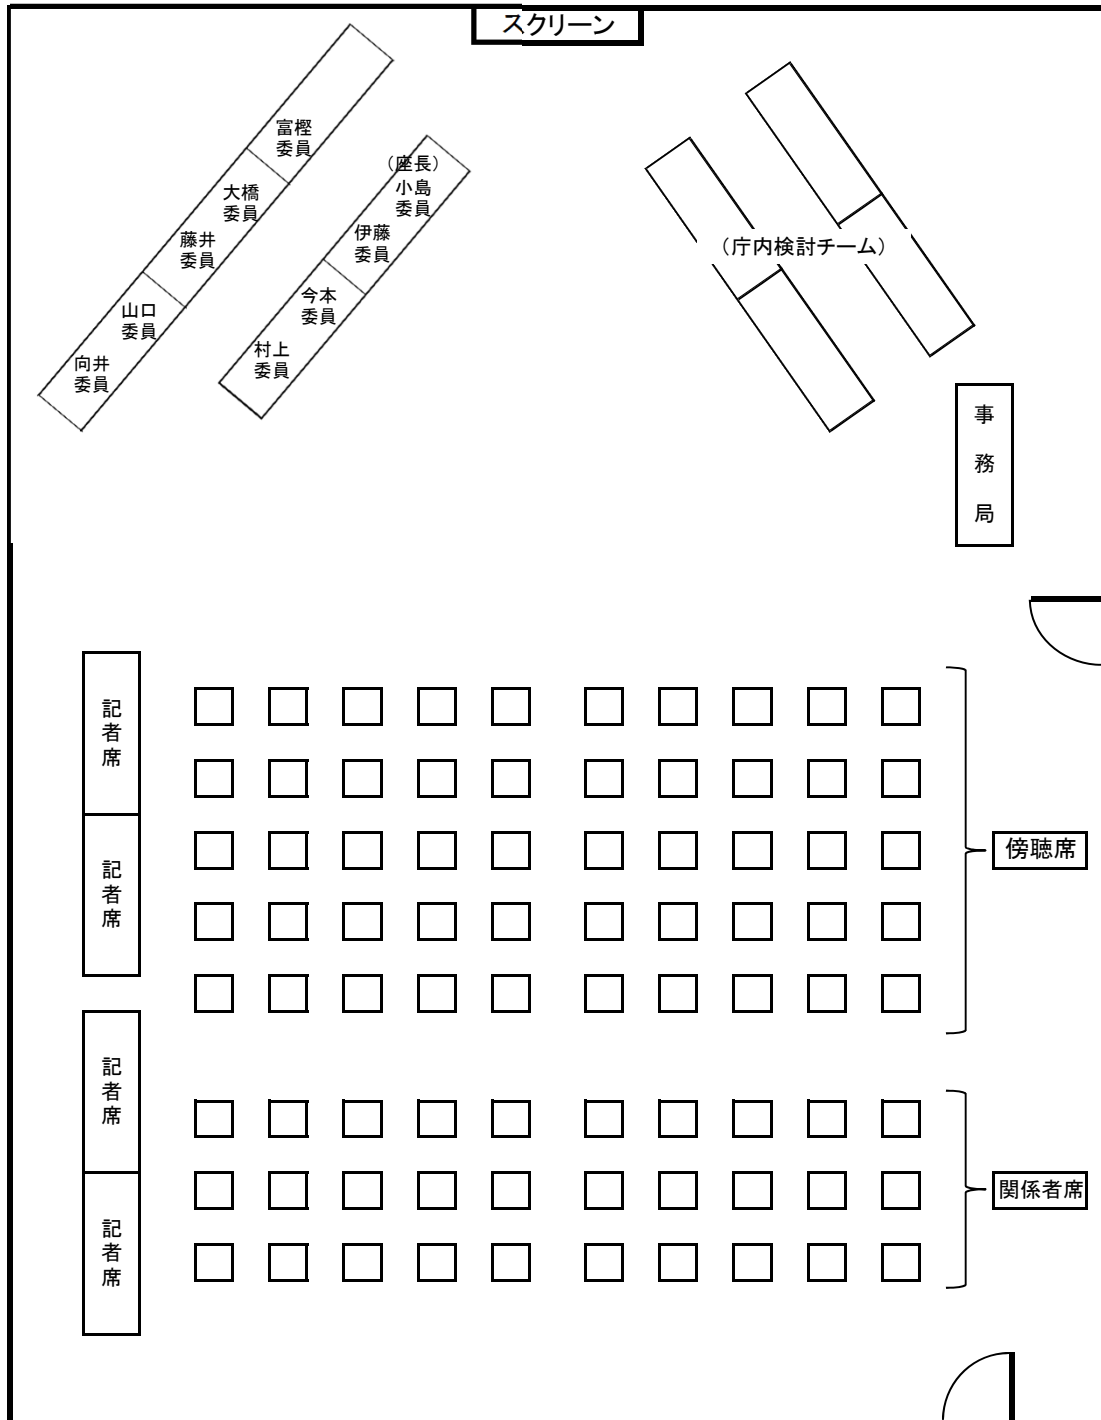 スクリーン
富樫
委員
大橋
委員
藤井
委員
山口
委員
向井
委員
（座長）
小島
委員
伊藤
委員
今本
委員
村上
委員
（庁内検討チーム）
事
務
局
記
者
席
記
者
席
記
者
席
記
者
席
傍聴席
関係者席